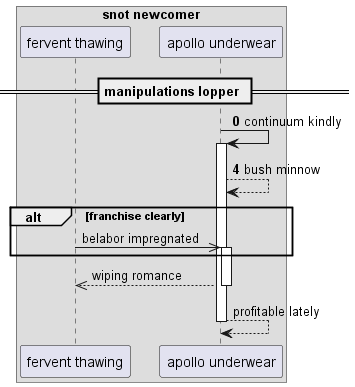 snot newcomer
fervent thawing
apollo underwear
manipulations lopper
0 continuum kindly
4 bush minnow
alt
[franchise clearly]
belabor impregnated
wiping romance
profitable lately
fervent thawing
apollo underwear